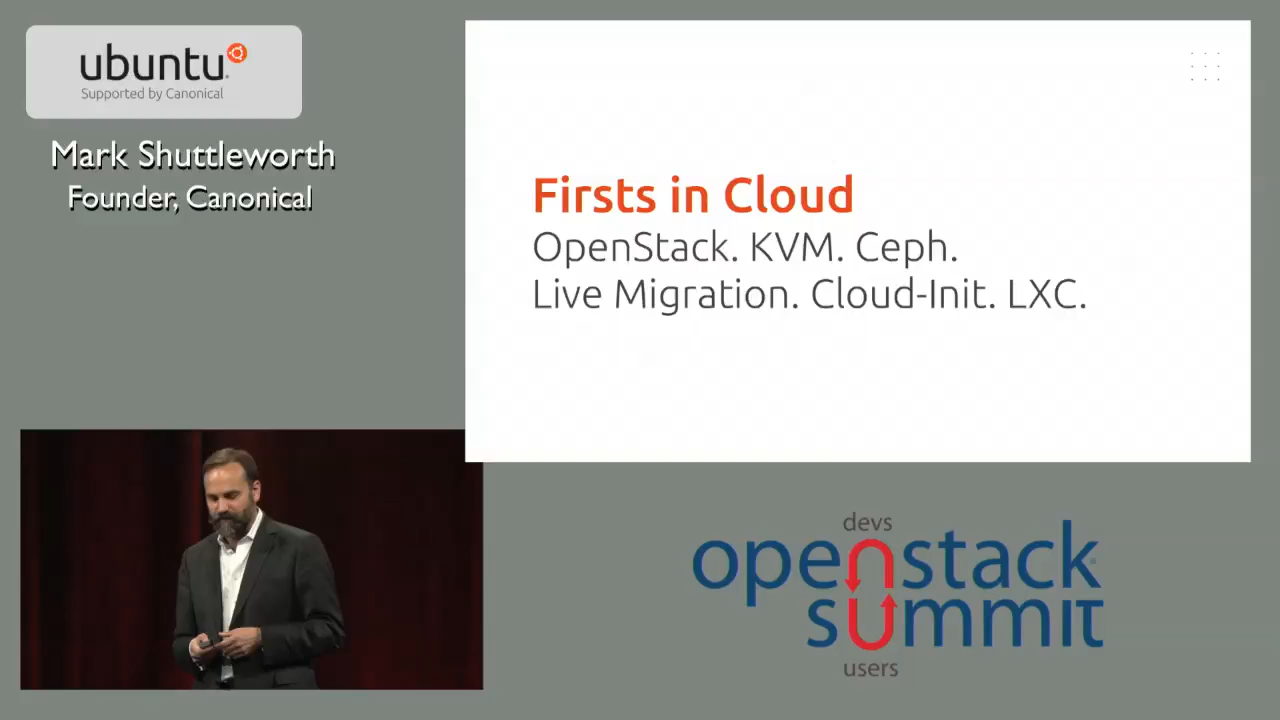 ubuntu
Supported by Canonical
Mark Shuttleworth
Founder, Canonical
Firsts in Cloud
OpenStack. KVM. Ceph.
Live Migration. Cloud-Init. LXC.
devs
openstack
summit
users